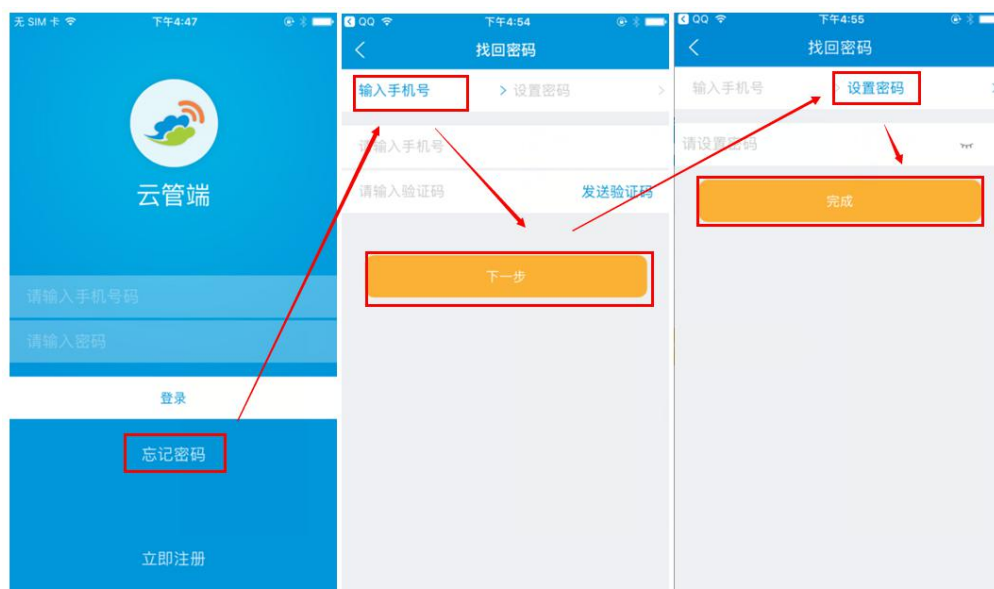 无 SIM 卡
下午4:47
云管端
请输入手机号码
请输入密码
登录
忘记密码
立即注册
QQ
下午4:54
找回密码
输入手机号
设置密码
请输入手机号
请输入验证码
发送验证码
下一步
QQ
下午4:55
找回密码
输入手机号
设置密码
请设置密码
完成